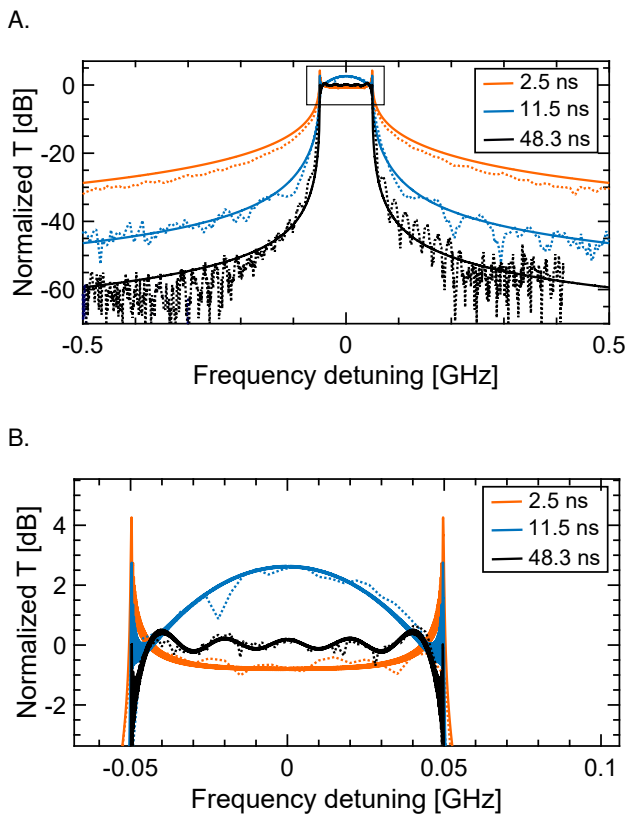 A.
Normalized T [dB]
0
-20
-40
-60
2.5 ns
11.5 ns
48.3 ns
-0.5
0
0.5
Frequency detuning [GHz]
B.
Normalized T [dB]
4
2
0
-2
2.5 ns
11.5 ns
48.3 ns
-0.05
0
0.05
0.1
Frequency detuning [GHz]